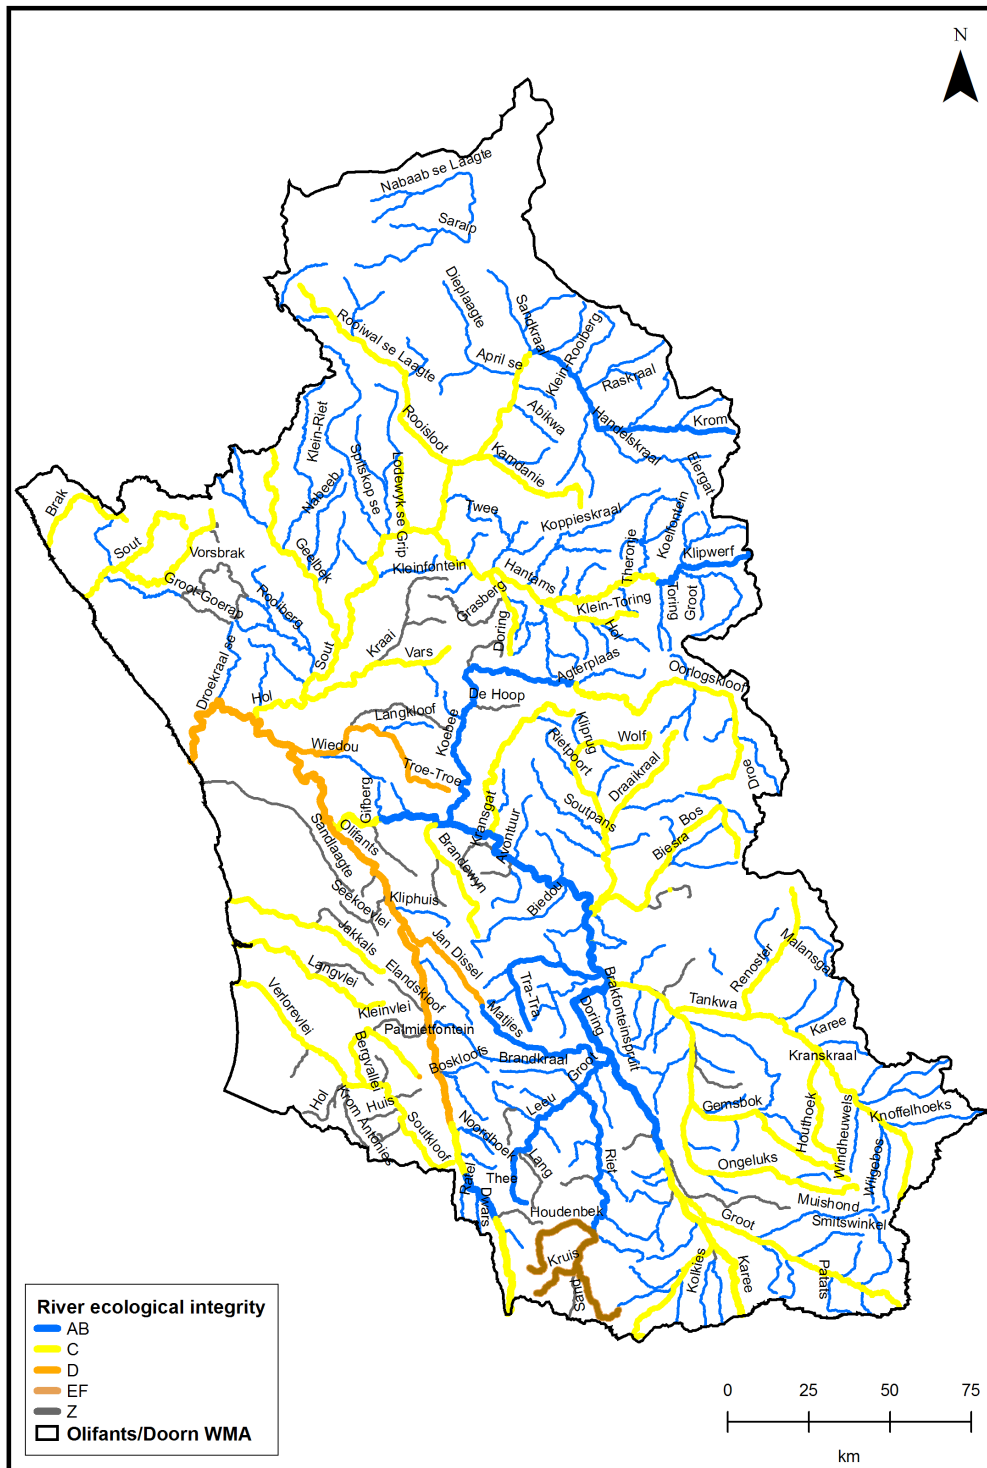 N
Nabaab se Laagte
Saraip
Dieplaagte
Sandkraal
Klein-Rooiberg
Rooiwal se Laagte
April se
Raskraal
Abikwa
Handelskraal
Krom
Klein-Riet
Rooisloot
Kamdanie
Eiergat
Spitskop se
Lodewyk se Grip
Nabeeb
Brak
Twee
Koppieskraal
Koelfontein
Sout
Vorsbrak
Geelbek
Kleinfontein
Hantams
Theronje
Klipwerf
Groot-Goerap
Rooiberg
Grasberg
Klein-Toring
Toring
Groot
Kraai
Doring
Hol
Droekraal se
Sout
Vars
Agterplaas
Oorlogskloof
Hol
De Hoop
Langkloof
Koebee
Kliprug
Wiedou
Rietpoort
Wolf
Troe-Troe
Draaikraal
Droe
Gifberg
Kransgat
Soutpans
Bos
Sandlaagte
Olifants
Brandewyn
Avontuur
Biesra
Seekoevlei
Kliphuis
Biedou
Jakkals
Jan Dissel
Malansgat
Langvlei
Elandskloof
Tra-Tra
Doring
Brakfonteinspruit
Renoster
Verlorevlei
Kleinvlei
Matjies
Tankwa
Karee
Palmietfontein
Bergvallei
Boskloofs
Brandkraal
Groot
Kranskraal
Hol
Krom Antonies
Huis
Soutkloof
Noordhoek
Leeu
Gemsbok
Houthoek
Windheuwels
Knoffelhoeks
Ratel
Thee
Lang
Riet
Ongeluks
Wilgebos
Dwars
Houdenbek
Muishond
Groot
Smitswinkel
Kruis
Sand
Kolkies
Karee
Patats
River ecological integrity
AB
C
D
EF
Z
Olifants/Doorn WMA
0 25 50 75
km